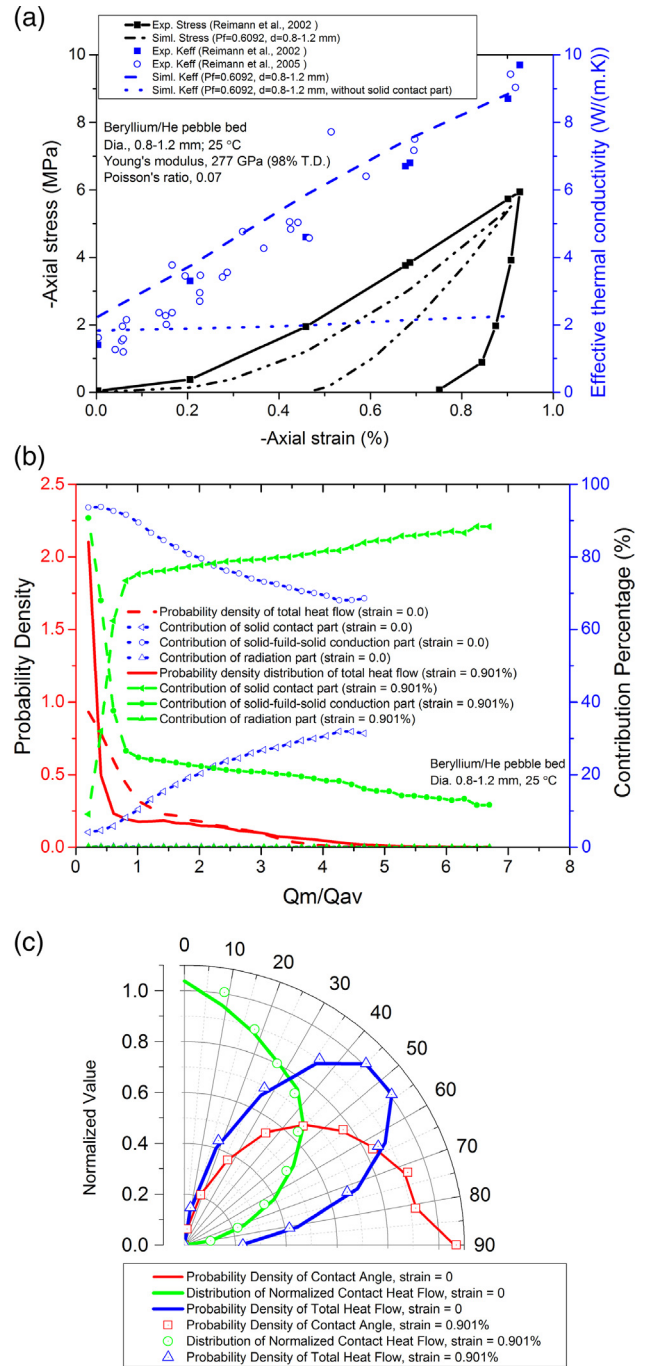 (a)
Exp. Stress (Reimann et al., 2002 )
Siml. Stress (Pf=0.6092, d=0.8-1.2 mm)
Exp. Keff (Reimann et al., 2002 )
Exp. Keff (Reimann et al., 2005 )
Siml. Keff (Pf=0.6092, d=0.8-1.2 mm)
Siml. Keff (Pf=0.6092, d=0.8-1.2 mm, without solid contact part)
Beryllium/He pebble bed
Dia., 0.8-1.2 mm; 25 °C
Young's modulus, 277 GPa (98% T.D.)
Poisson's ratio, 0.07
-Axial stress (MPa)
10
8
6
4
2
0
Effective thermal conductivity (W/(m.K))
10
8
6
4
2
0
0.0 0.2 0.4 0.6 0.8 1.0
-Axial strain (%)
(b)
Probability Density
2.5
2.0
1.5
1.0
0.5
0.0
Contribution Percentage (%)
100
80
60
40
20
0
Probability density of total heat flow (strain = 0.0)
Contribution of solid contact part (strain = 0.0)
Contribution of solid-fuild-solid conduction part (strain = 0.0)
Contribution of radiation part (strain = 0.0)
Probability density distribution of total heat flow (strain = 0.901%)
Contribution of solid contact part (strain = 0.901%)
Contribution of solid-fuild-solid conduction part (strain = 0.901%)
Contribution of radiation part (strain = 0.901%)
Beryllium/He pebble bed
Dia. 0.8-1.2 mm, 25 °C
0 1 2 3 4 5 6 7 8
Qm/Qav
(c)
Normalized Value
1.0
0.8
0.6
0.4
0.2
0.0
0
10
20
30
40
50
60
70
80
90
Probability Density of Contact Angle, strain = 0
Distribution of Normalized Contact Heat Flow, strain = 0
Probability Density of Total Heat Flow, strain = 0
Probability Density of Contact Angle, strain = 0.901%
Distribution of Normalized Contact Heat Flow, strain = 0.901%
Probability Density of Total Heat Flow, strain = 0.901%